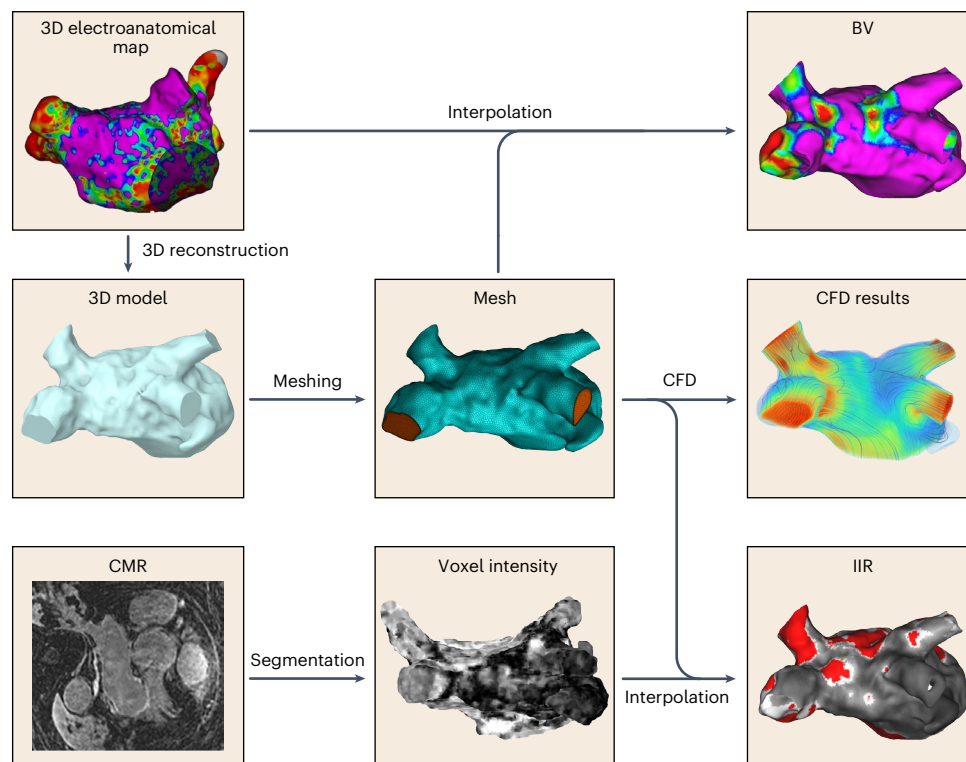 3D electroanatomical
map
BV
Interpolation
3D reconstruction
3D model
Mesh
CFD results
Meshing
CFD
CMR
Voxel intensity
IIR
Segmentation
Interpolation